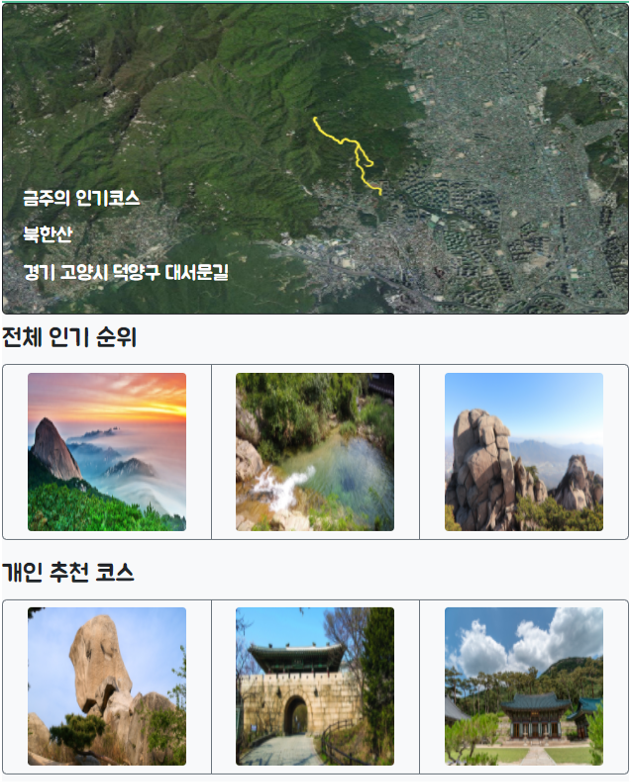 금주의 인기코스
북한산
경기 고양시 덕양구 대서문길
전체 인기 순위
개인 추천 코스